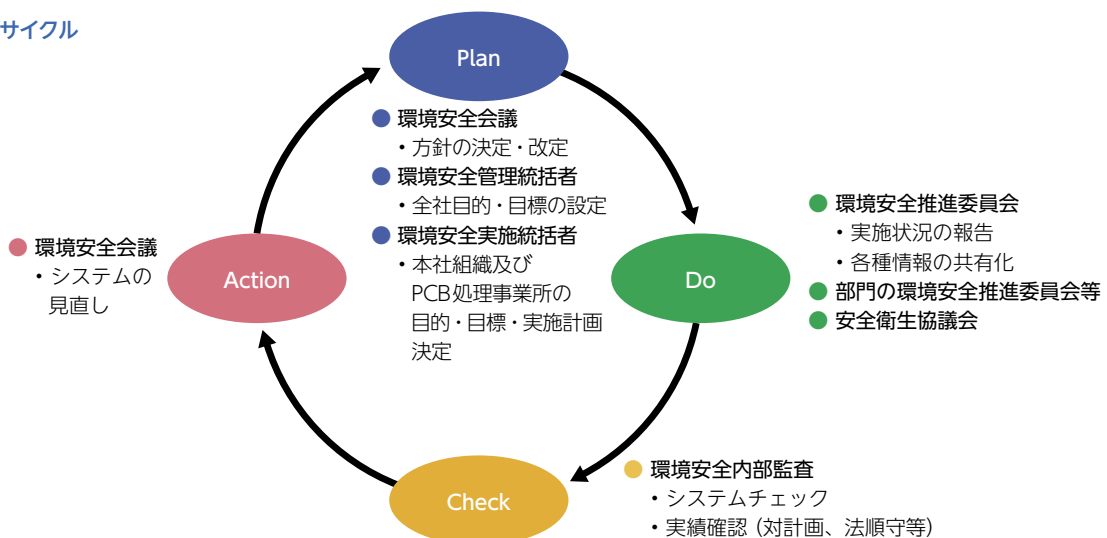 サイクル
Plan
● 環境安全会議
・方針の決定・改定
● 環境安全管理統括者
・全社目的・目標の設定
● 環境安全実施統括者
・本社組織及び
PCB処理事業所の
目的・目標・実施計画
決定
Do
● 環境安全推進委員会
・実施状況の報告
・各種情報の共有化
● 部門の環境安全推進委員会等
● 安全衛生協議会
Check
● 環境安全内部監査
・システムチェック
・実績確認（対計画、法順守等）
Action
● 環境安全会議
・システムの
見直し